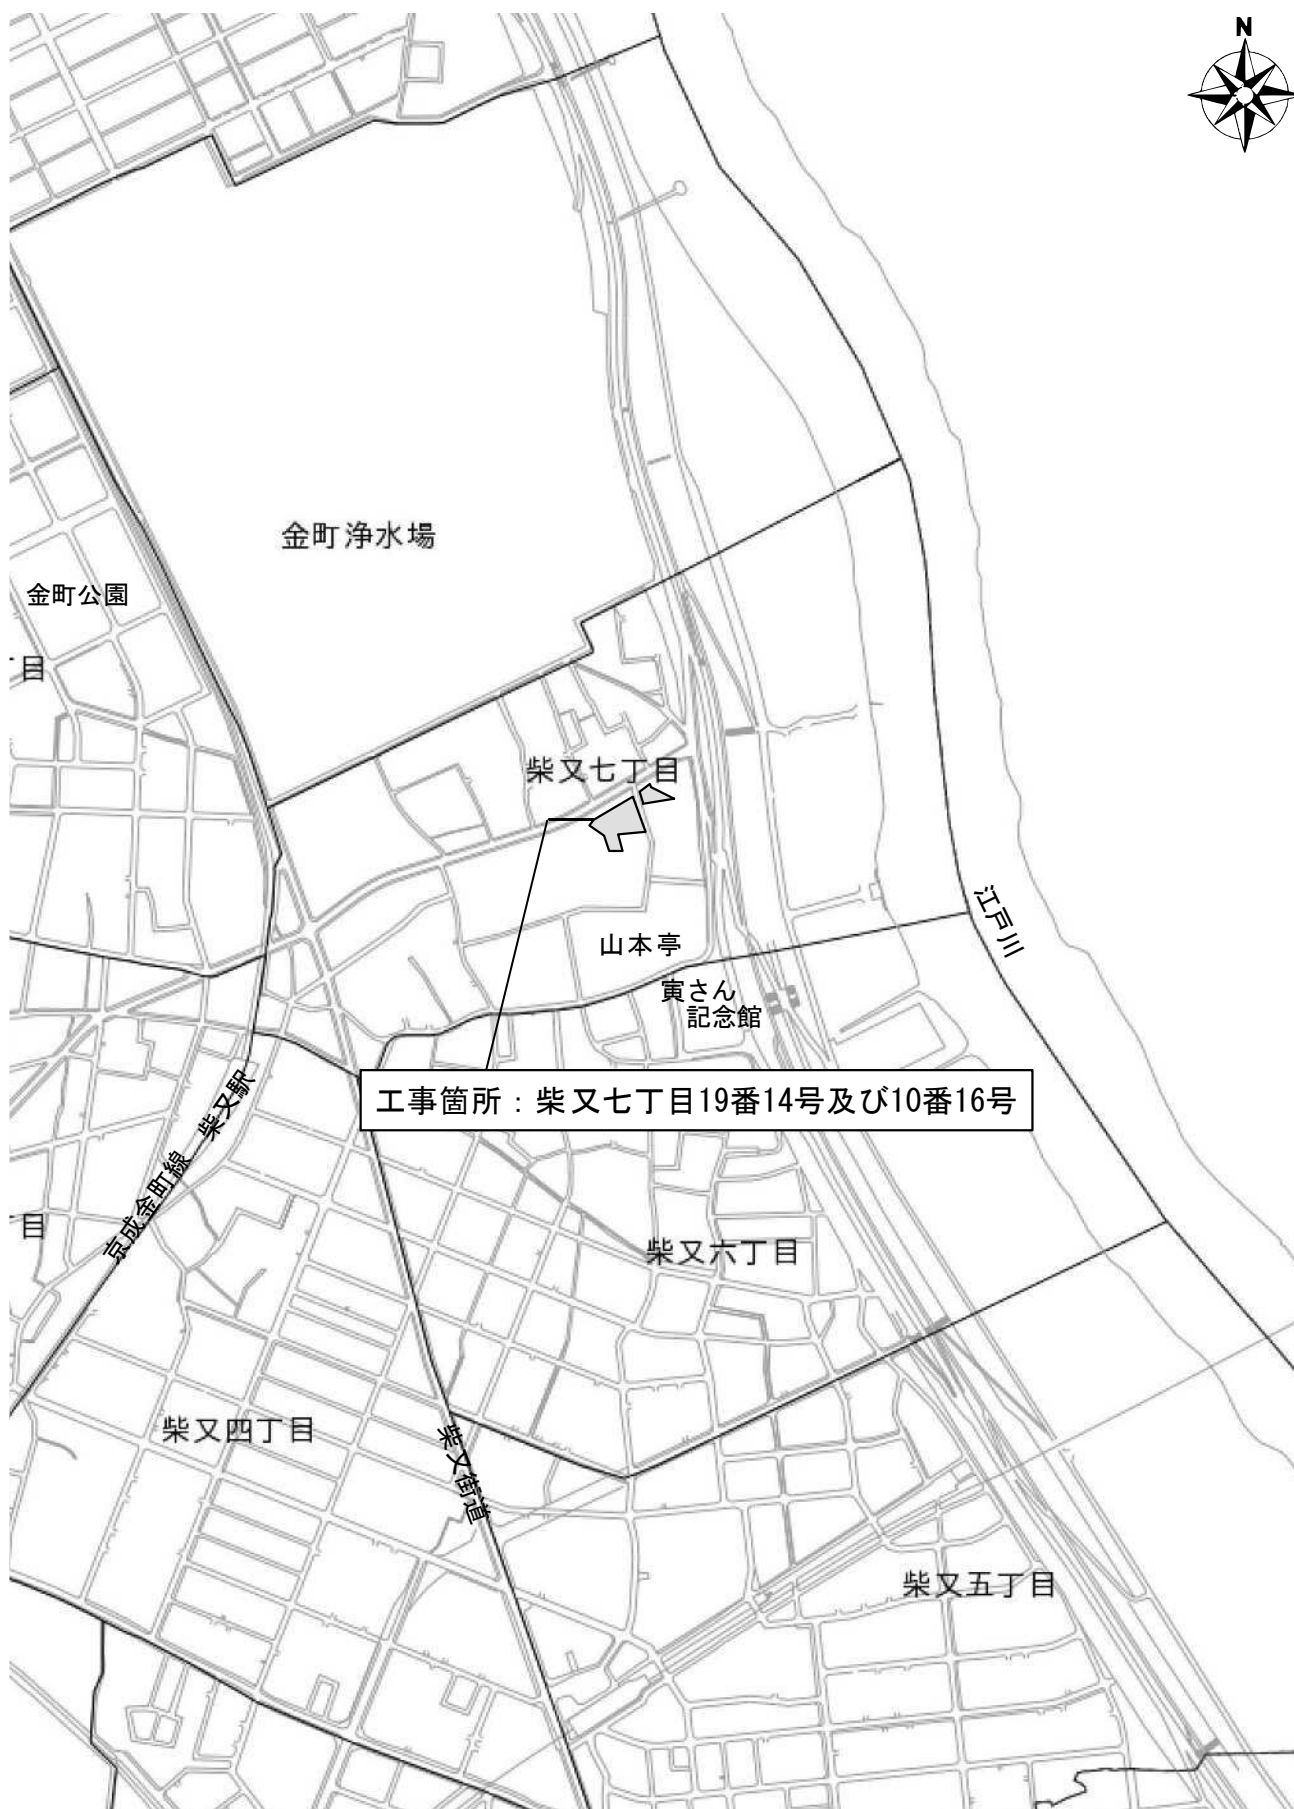 N
金町浄水場
金町公園
目
柴又七丁目
江戸川
山本亭
寅さん
記念館
工事箇所：柴又七丁目19番14号及び10番16号
京成金町線 柴又駅
目
柴又六丁目
柴又四丁目
柴又街道
柴又五丁目